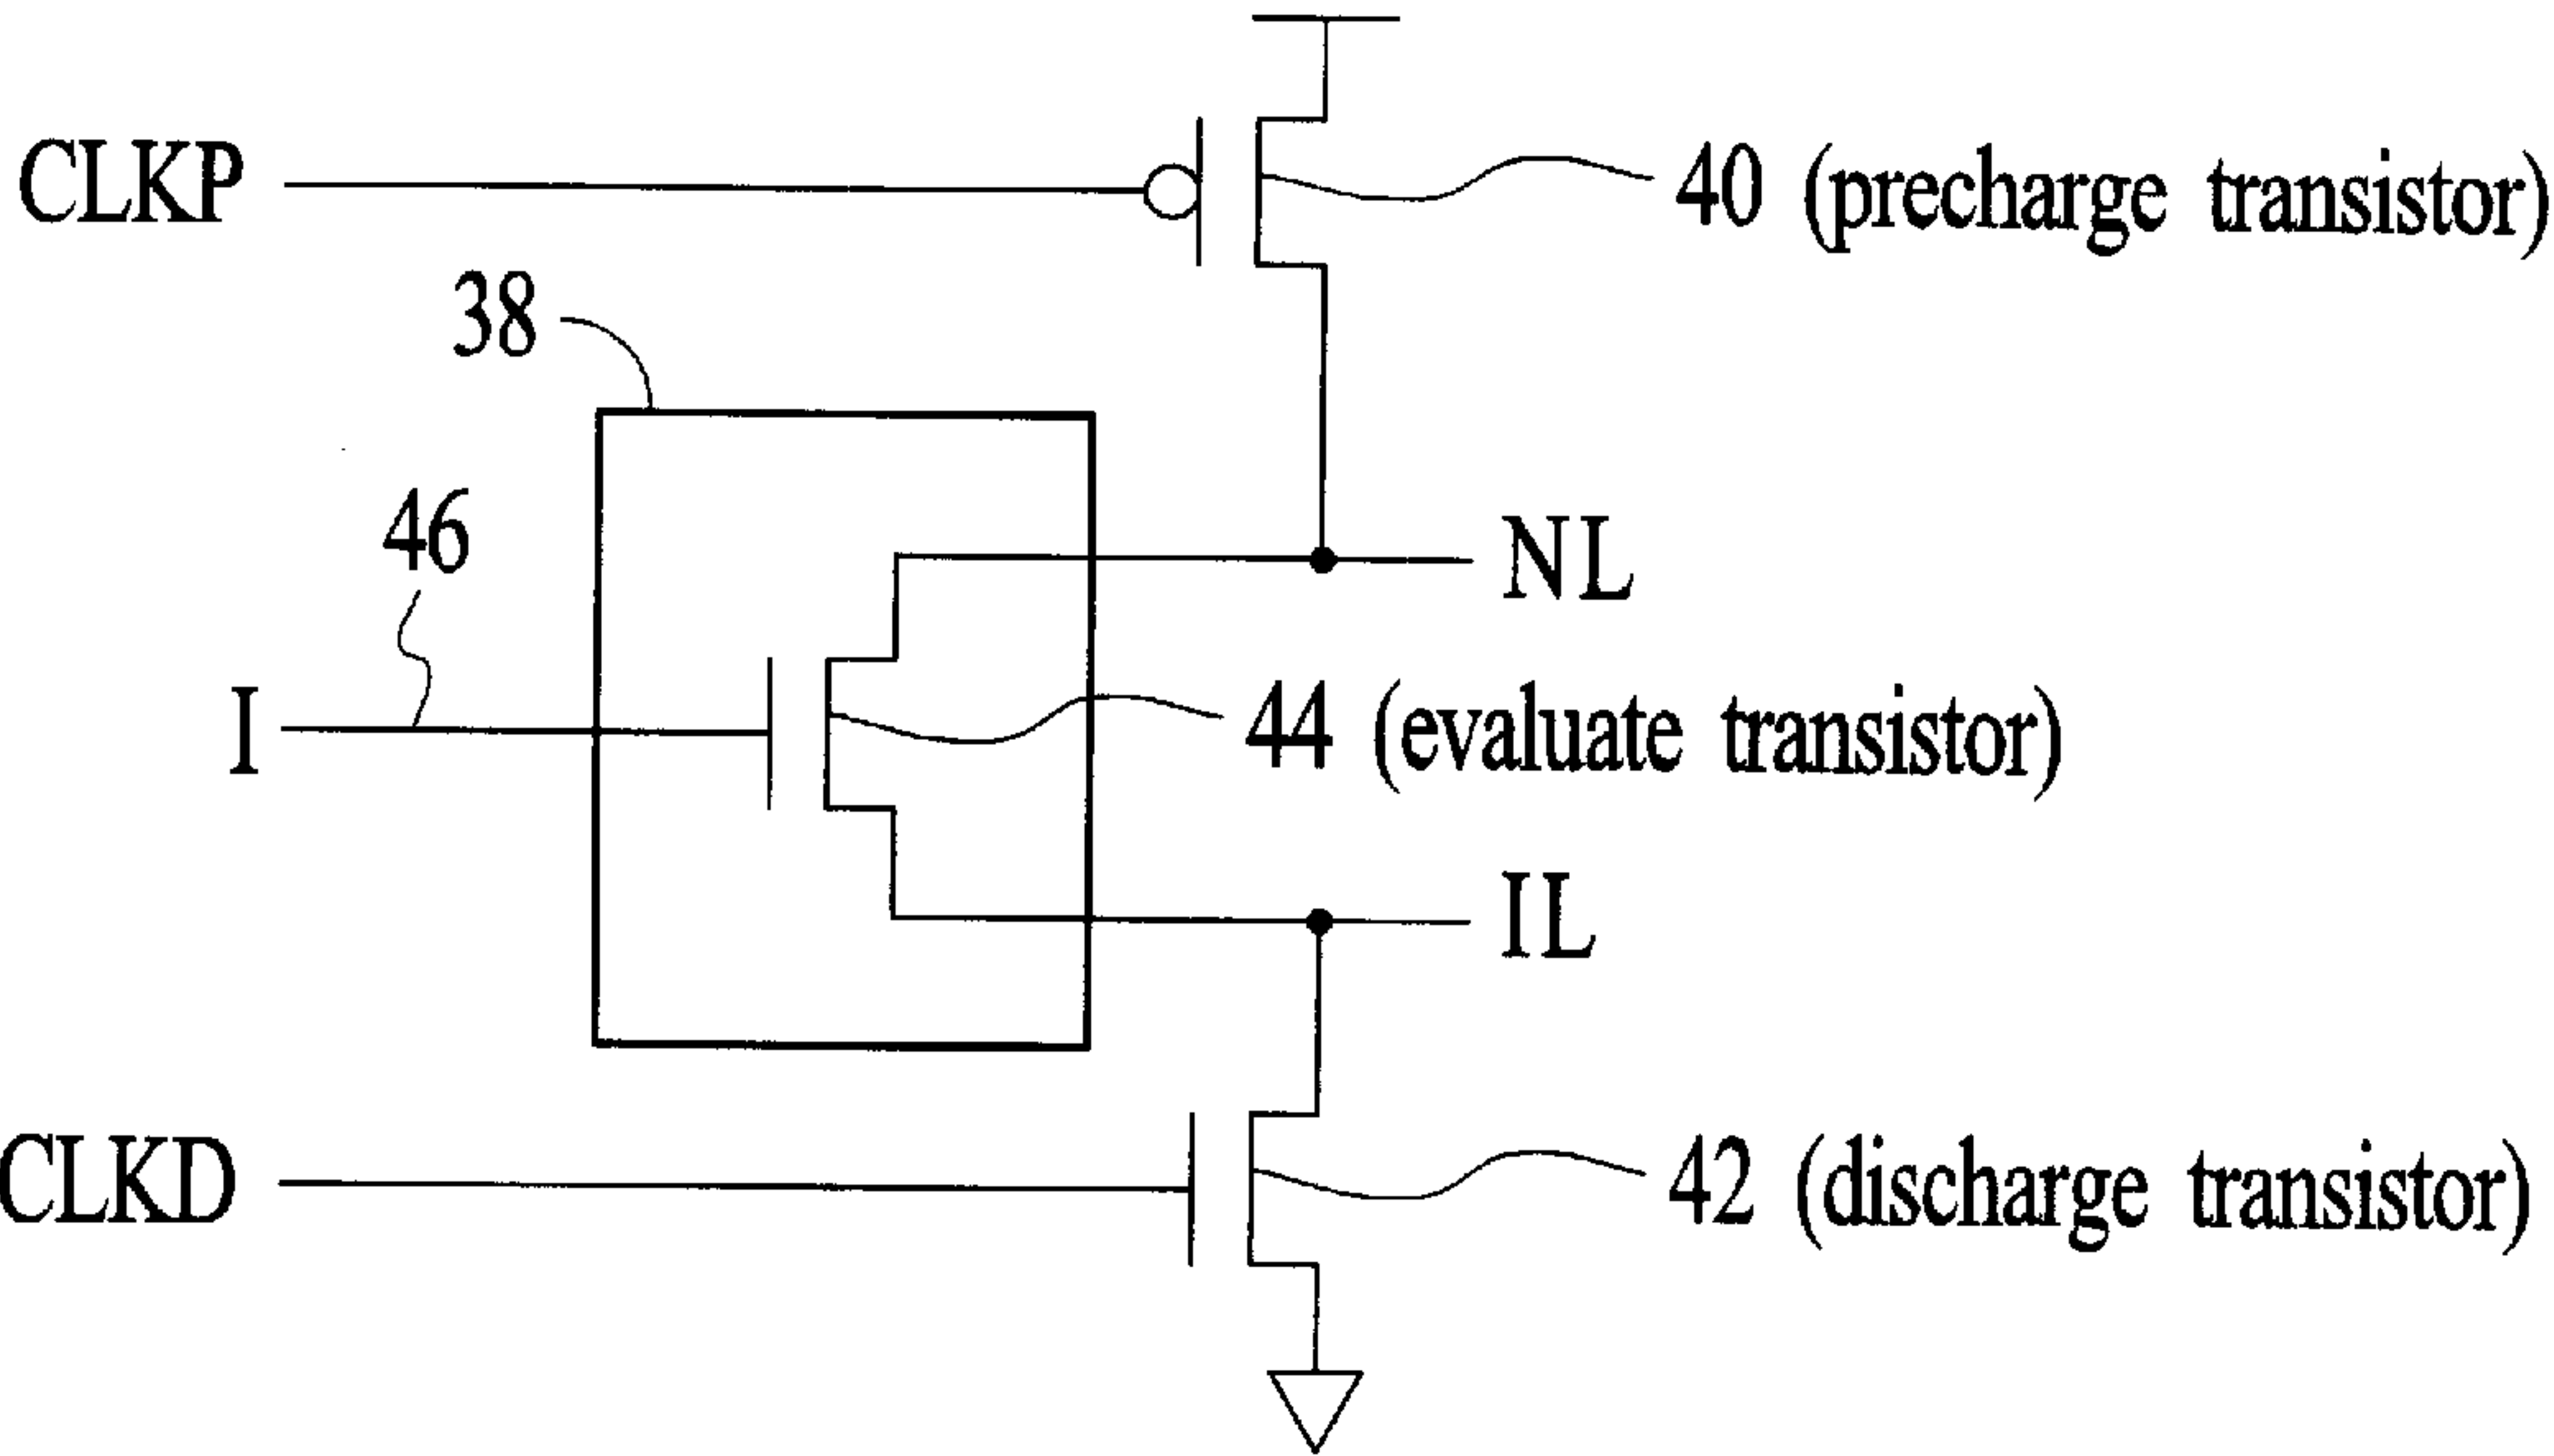 CLKP
40 (precharge transistor)
38
46
NL
I
44 (evaluate transistor)
IL
CLKD
42 (discharge transistor)